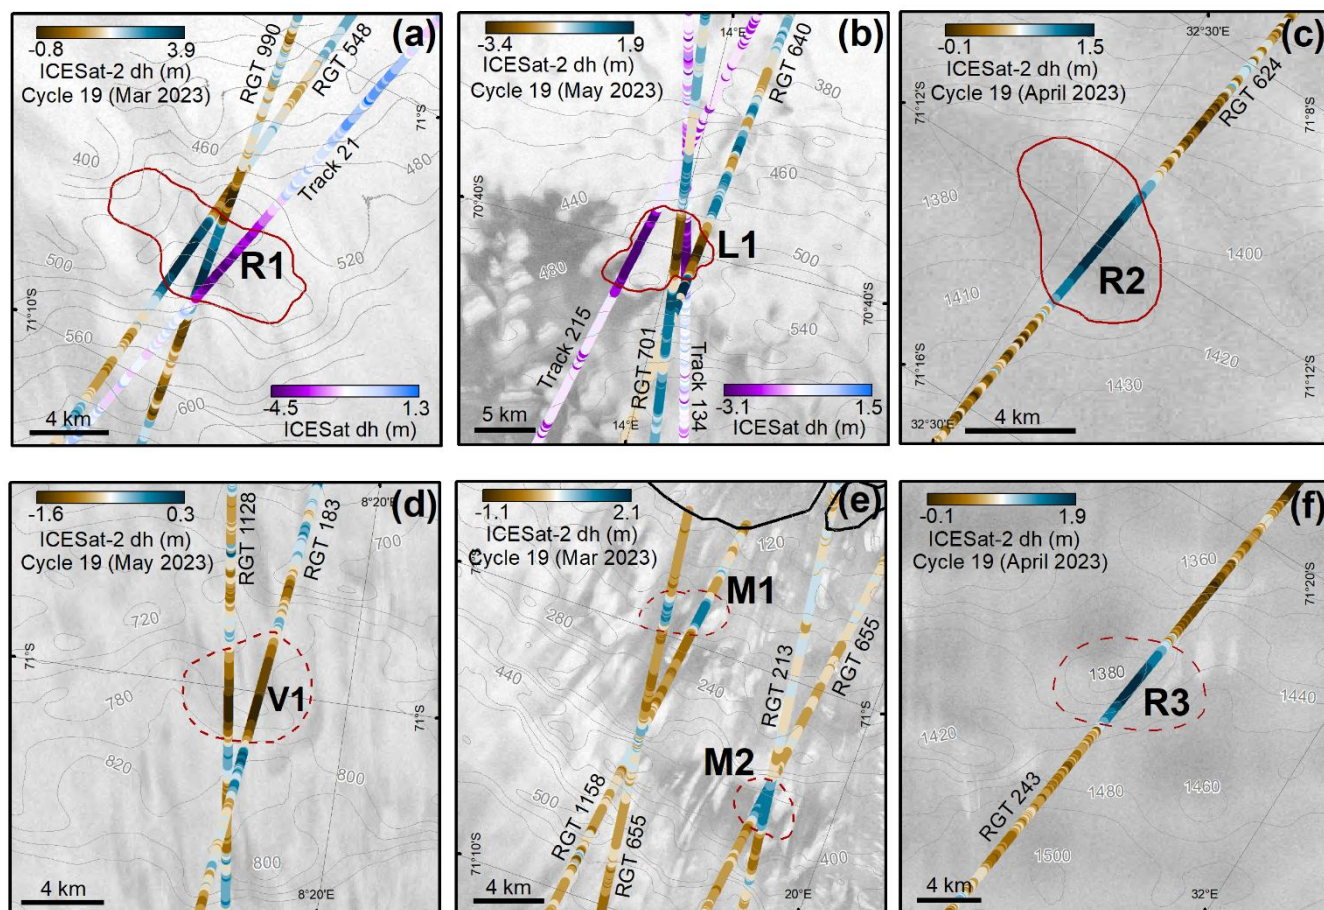 (a)
-0.8 3.9
ICESat-2 dh (m)
Cycle 19 (Mar 2023)
RGT 990
RGT 548
Track 21
71°S
400
460
480
R1
500
520
560
600
71°10'S
4 km
-4.5 1.3
ICESat dh (m)
(b)
-3.4 1.9
ICESat-2 dh (m)
Cycle 19 (May 2023)
14°E
RGT 640
380
70°40'S
440
460
L1
480
500
540
70°40'S
Track 215
RGT 701
Track 134
5 km
14°E
-3.1 1.5
ICESat dh (m)
(c)
-0.1 1.5
ICESat-2 dh (m)
Cycle 19 (April 2023)
32°30'E
RGT 624
71°12'S
71°8'S
1380
1400
R2
1410
1420
1430
71°16'S
71°12'S
4 km
32°30'E
(d)
-1.6 0.3
ICESat-2 dh (m)
Cycle 19 (May 2023)
8°20'E
RGT 1128
RGT 183
700
720
71°S
V1
780
71°S
820
800
800
4 km
8°20'E
(e)
-1.1 2.1
ICESat-2 dh (m)
Cycle 19 (Mar 2023)
120
M1
280
240
440
RGT 213
RGT 655
71°S
M2
500
RGT 1158
RGT 655
400
71°10'S
4 km
20°E
(f)
-0.1 1.9
ICESat-2 dh (m)
Cycle 19 (April 2023)
1360
71°20'S
1380
R3
1440
1420
1480
1460
RGT 243
1500
4 km
32°E